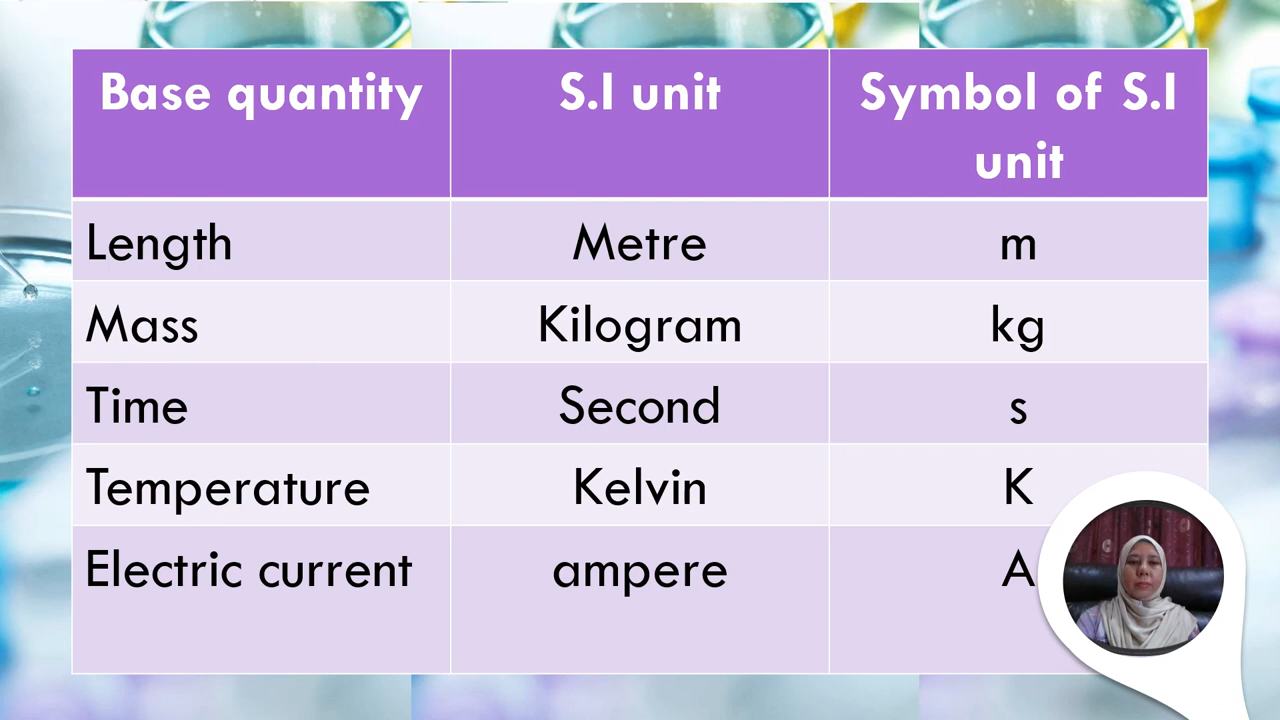 Base quantity S.I unit Symbol of S.I
unit
Length Metre m
Mass Kilogram kg
Time Second s
Temperature Kelvin K
Electric current ampere A